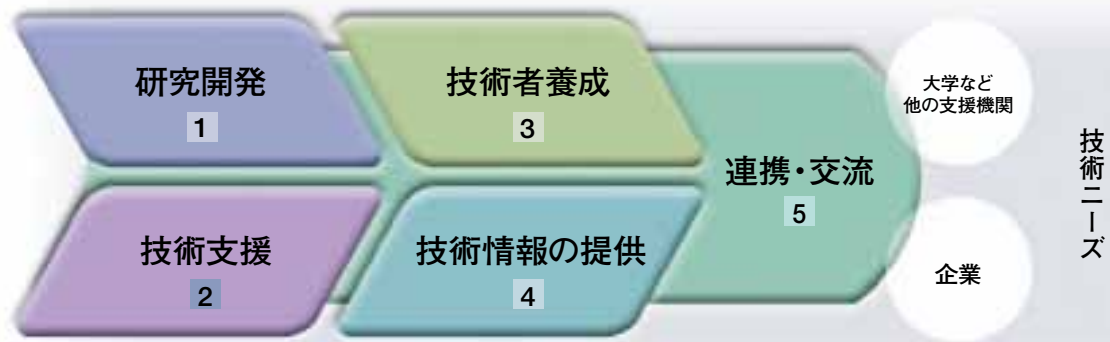 研究開発
1
技術支援
2
技術者養成
3
技術情報の提供
4
連携・交流
5
大学など
他の支援機関
企業
技術ニーズ